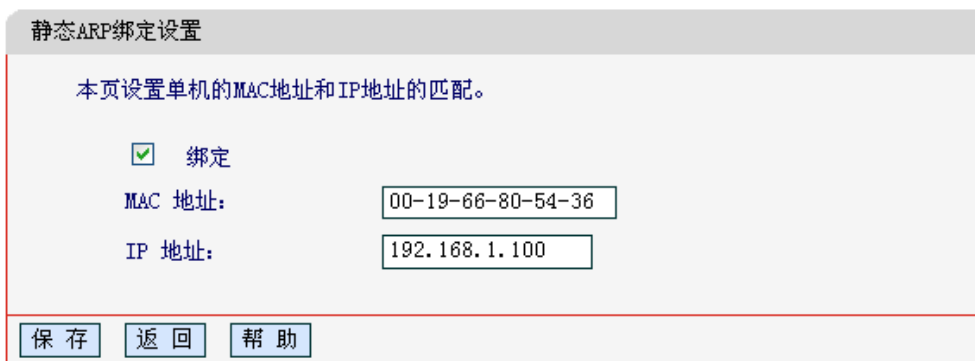 静态ARP绑定设置
本页设置单机的MAC地址和IP地址的匹配。
绑定
MAC 地址: 00-19-66-80-54-36
IP 地址: 192.168.1.100
保 存 返 回 帮 助